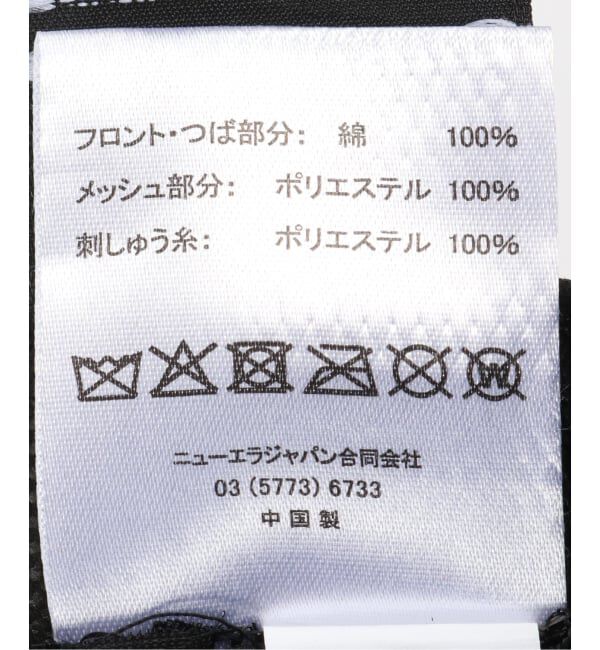 フロント・つば部分： 綿 100%
メッシュ部分： ポリエステル 100%
刺しゅう糸： ポリエステル 100%
W
ニューエラジャパン合同会社
03 (5773) 6733
中国製